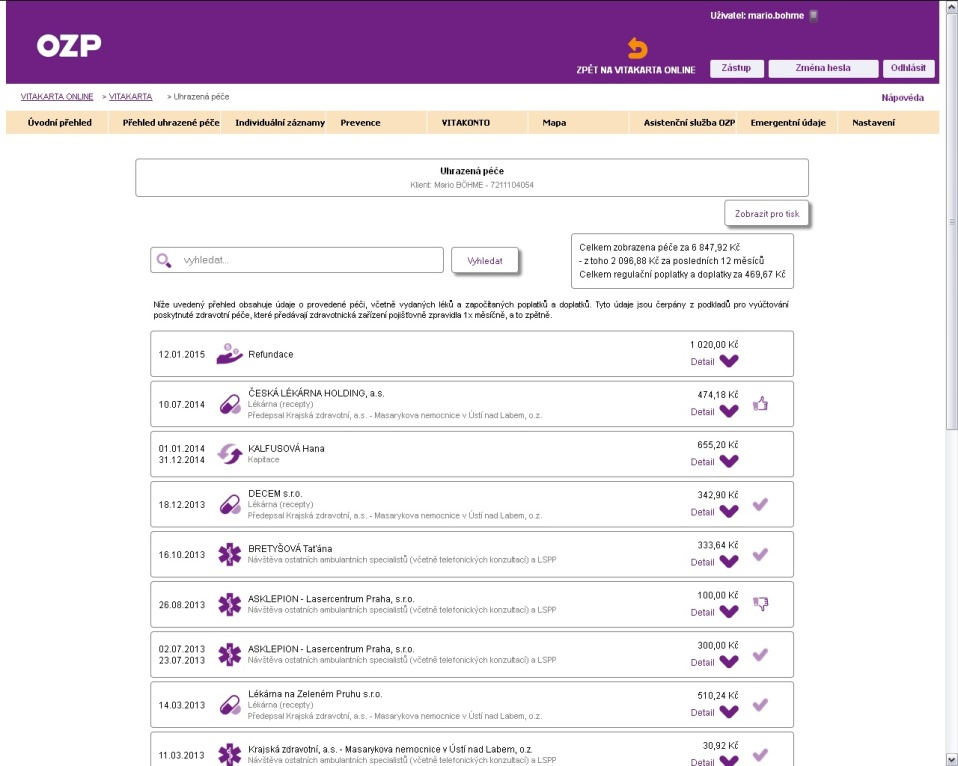 Uživatel: mario.bohme
OZP
ZPĚT NA VITAKARTA ONLINE
Zástup
Změna hesla
Odhlásit
VITAKARTA ONLINE > VITAKARTA > Uhrazená péče
Nápověda
Úvodní přehled
Přehled uhrazené péče
Individuální záznamy
Prevence
VITAKONTO
Mapa
Asistenční služba OZP
Emergentní údaje
Nastavení
Uhrazená péče
Klient: Mario BÖHME - 7211104054
Zobrazit pro tisk
vyhledat...
Vyhledat
Celkem zobrazena péče za 6 847,92 Kč
- z toho 2 096,88 Kč za posledních 12 měsíců
Celkem regulační poplatky a doplatky za 469,67 Kč
Níže uvedený přehled obsahuje údaje o provedené péči, včetně vydaných léků a započítaných poplatků a doplatků. Tyto údaje jsou čerpány z podkladů pro vyúčtování
poskytnuté zdravotní péče, které předávají zdravotnická zařízení pojišťovně zpravidla 1x měsíčně, a to zpětně.
12.01.2015
Refundace
1 020,00 Kč
Detail
10.07.2014
ČESKÁ LÉKÁRNA HOLDING, a.s.
Lékárna (recepty)
Předepsal Krajská zdravotní, a.s. - Masarykova nemocnice v Ústí nad Labem, o.z.
474,18 Kč
Detail
01.01.2014
31.12.2014
KALFUSOVÁ Hana
Kapitace
655,20 Kč
Detail
18.12.2013
DECEM s.r.o.
Lékárna (recepty)
Předepsal Krajská zdravotní, a.s. - Masarykova nemocnice v Ústí nad Labem, o.z.
342,90 Kč
Detail
16.10.2013
BRETYŠOVÁ Taťána
Návštěva ostatních ambulantních specialistů (včetně telefonických konzultací) a LSPP
333,64 Kč
Detail
26.08.2013
ASKLEPION - Lasercentrum Praha, s.r.o.
Návštěva ostatních ambulantních specialistů (včetně telefonických konzultací) a LSPP
100,00 Kč
Detail
02.07.2013
23.07.2013
ASKLEPION - Lasercentrum Praha, s.r.o.
Návštěva ostatních ambulantních specialistů (včetně telefonických konzultací) a LSPP
300,00 Kč
Detail
14.03.2013
Lékárna na Zeleném Pruhu s.r.o.
Lékárna (recepty)
Předepsal Krajská zdravotní, a.s. - Masarykova nemocnice v Ústí nad Labem, o.z.
510,24 Kč
Detail
11.03.2013
Krajská zdravotní, a.s. - Masarykova nemocnice v Ústí nad Labem, o.z.
Návštěva ostatních ambulantních specialistů (včetně telefonických konzultací) a LSPP
30,92 Kč
Detail